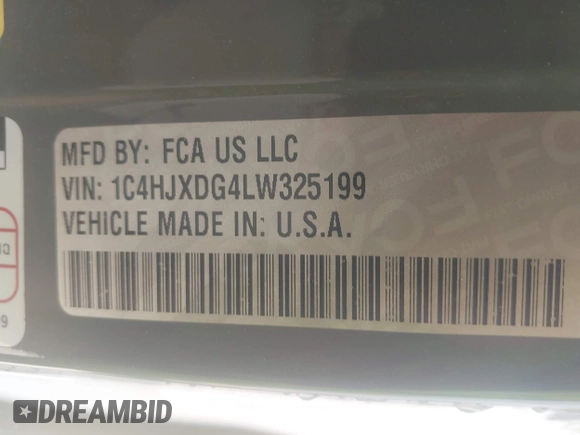 MFD BY: FCA US LLC
VIN: 1C4HJXDG4LW325199
VEHICLE MADE IN: U.S.A.
DREAMBID